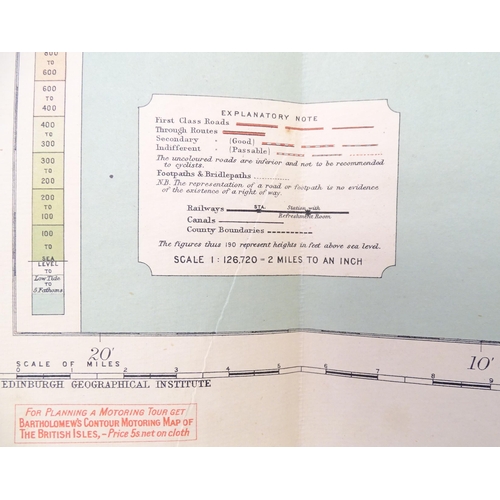 800
TO
600
600
TO
400
400
TO
300
300
TO
200
200
TO
100
100
TO
SEA
LEVEL
TO
Low Tide
TO
5 Fathoms
EXPLANATORY NOTE
First Class Roads
Through Routes
Secondary „ (Good)
Indifferent „ (Passable)
The uncoloured roads are inferior and not to be recommended
to cyclists.
Footpaths & Bridlepaths
N.B. The representation of a road or footpath is no evidence
of the existence of a right of way.
Railways STA. Station with
Refreshment Room.
Canals
County Boundaries
The figures thus 190 represent heights in feet above sea level.
SCALE 1:126,720 - 2 MILES TO AN INCH
20' 10'
SCALE OF MILES
0 1 2 3 4 5 6 7 8 9
EDINBURGH GEOGRAPHICAL INSTITUTE
FOR PLANNING A MOTORING TOUR GET
BARTHOLOMEW'S CONTOUR MOTORING MAP OF
THE BRITISH ISLES, - Price 5s net on cloth